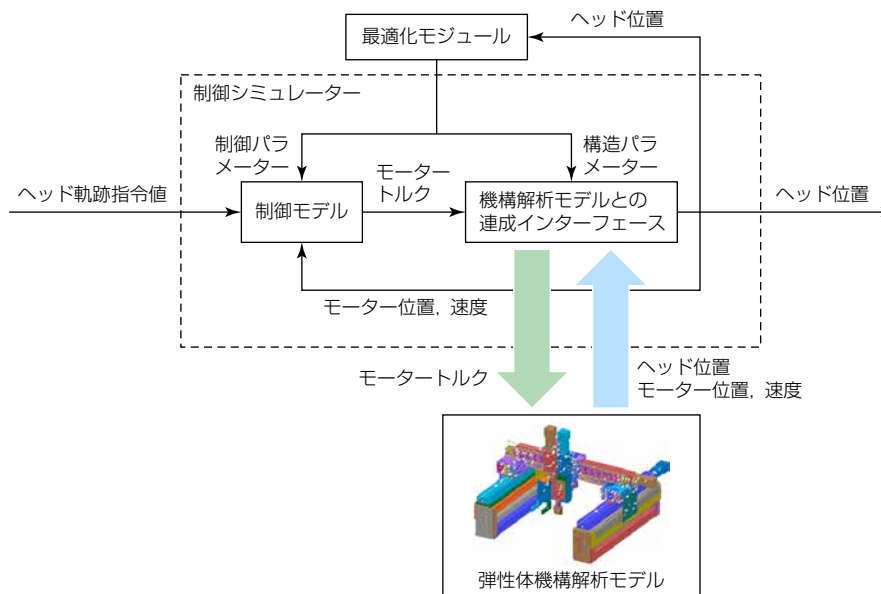 最適化モジュール
ヘッド位置
制御シミュレーター
制御パラ
メーター
構造パラ
メーター
モーター
トルク
ヘッド軌跡指令値
制御モデル
機構解析モデルとの
連成インターフェース
ヘッド位置
モーター位置, 速度
モータートルク
ヘッド位置
モーター位置, 速度
弾性体機構解析モデル